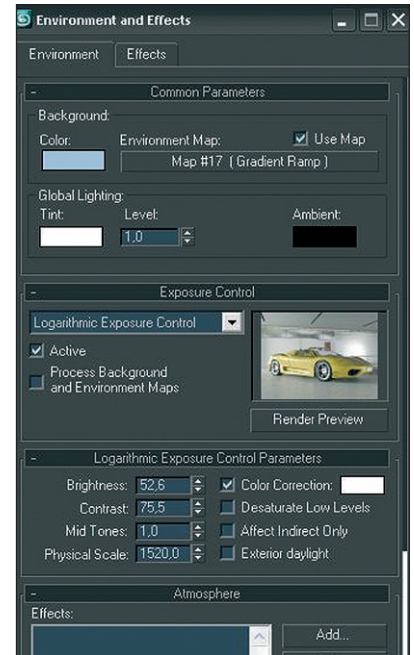 Environment and Effects
Environment Effects
- Common Parameters
Background:
Color: Environment Map: Use Map
Map #17 ( Gradient Ramp )
Global Lighting:
Tint: Level: Ambient:
1,0
- Exposure Control
Logarithmic Exposure Control
Active
Process Background
and Environment Maps
Render Preview
- Logarithmic Exposure Control Parameters
Brightness: 52,6 Color Correction:
Contrast: 75,5 Desaturate Low Levels
Mid Tones: 1,0 Affect Indirect Only
Physical Scale: 1520,0 Exterior daylight
- Atmosphere
Effects:
Add...